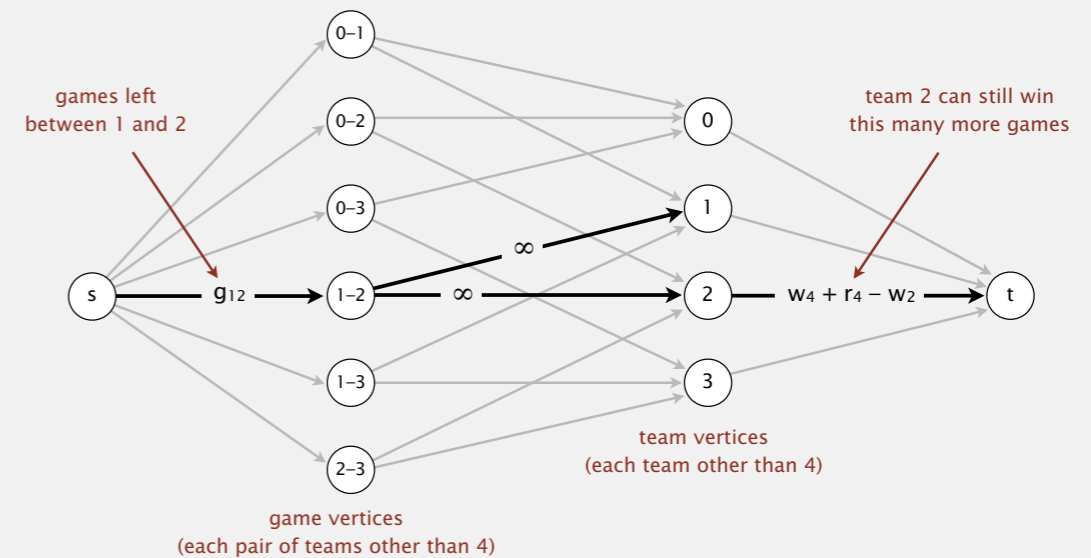 0–1
games left
between 1 and 2
team 2 can still win
this many more games
0–2
0
0–3
1
∞
s
g₁₂
1–2
∞
2
w₄ + r₄ – w₂
t
1–3
3
team vertices
(each team other than 4)
2–3
game vertices
(each pair of teams other than 4)